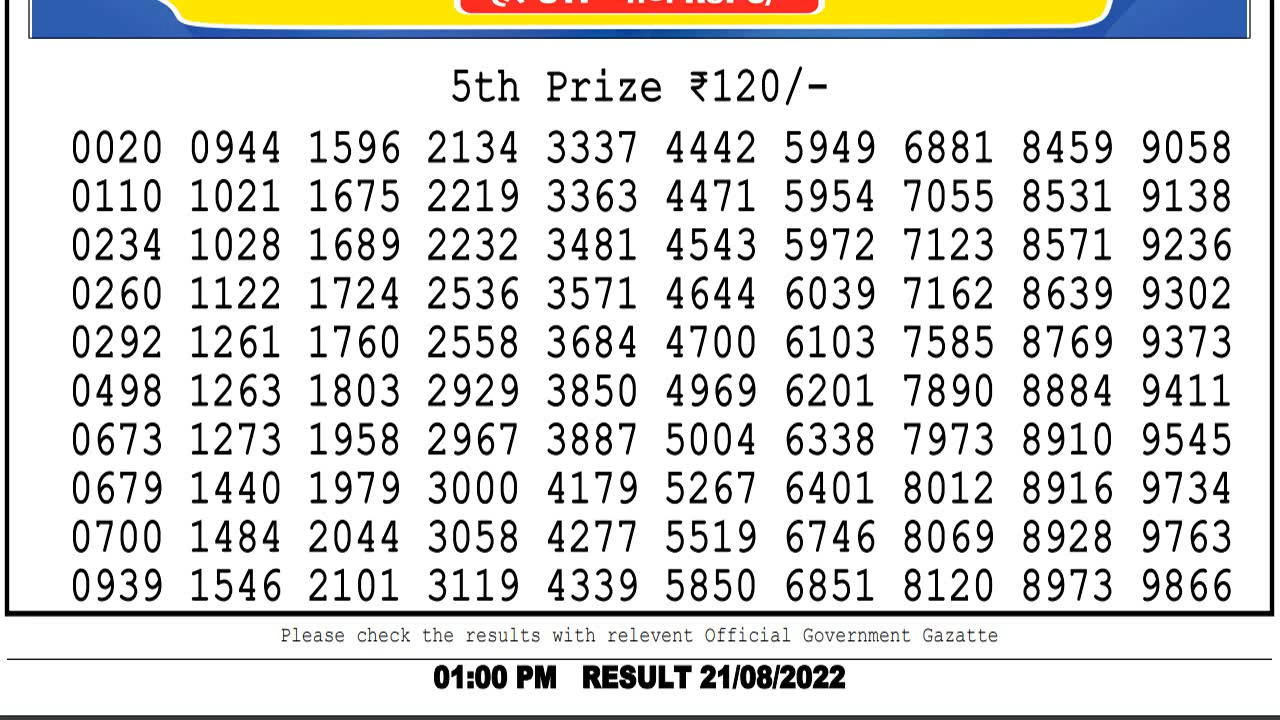 5th Prize ₹120/-
0020 0944 1596 2134 3337 4442 5949 6881 8459 9058
0110 1021 1675 2219 3363 4471 5954 7055 8531 9138
0234 1028 1689 2232 3481 4543 5972 7123 8571 9236
0260 1122 1724 2536 3571 4644 6039 7162 8639 9302
0292 1261 1760 2558 3684 4700 6103 7585 8769 9373
0498 1263 1803 2929 3850 4969 6201 7890 8884 9411
0673 1273 1958 2967 3887 5004 6338 7973 8910 9545
0679 1440 1979 3000 4179 5267 6401 8012 8916 9734
0700 1484 2044 3058 4277 5519 6746 8069 8928 9763
0939 1546 2101 3119 4339 5850 6851 8120 8973 9866
Please check the results with relevent Official Government Gazatte
01:00 PM RESULT 21/08/2022